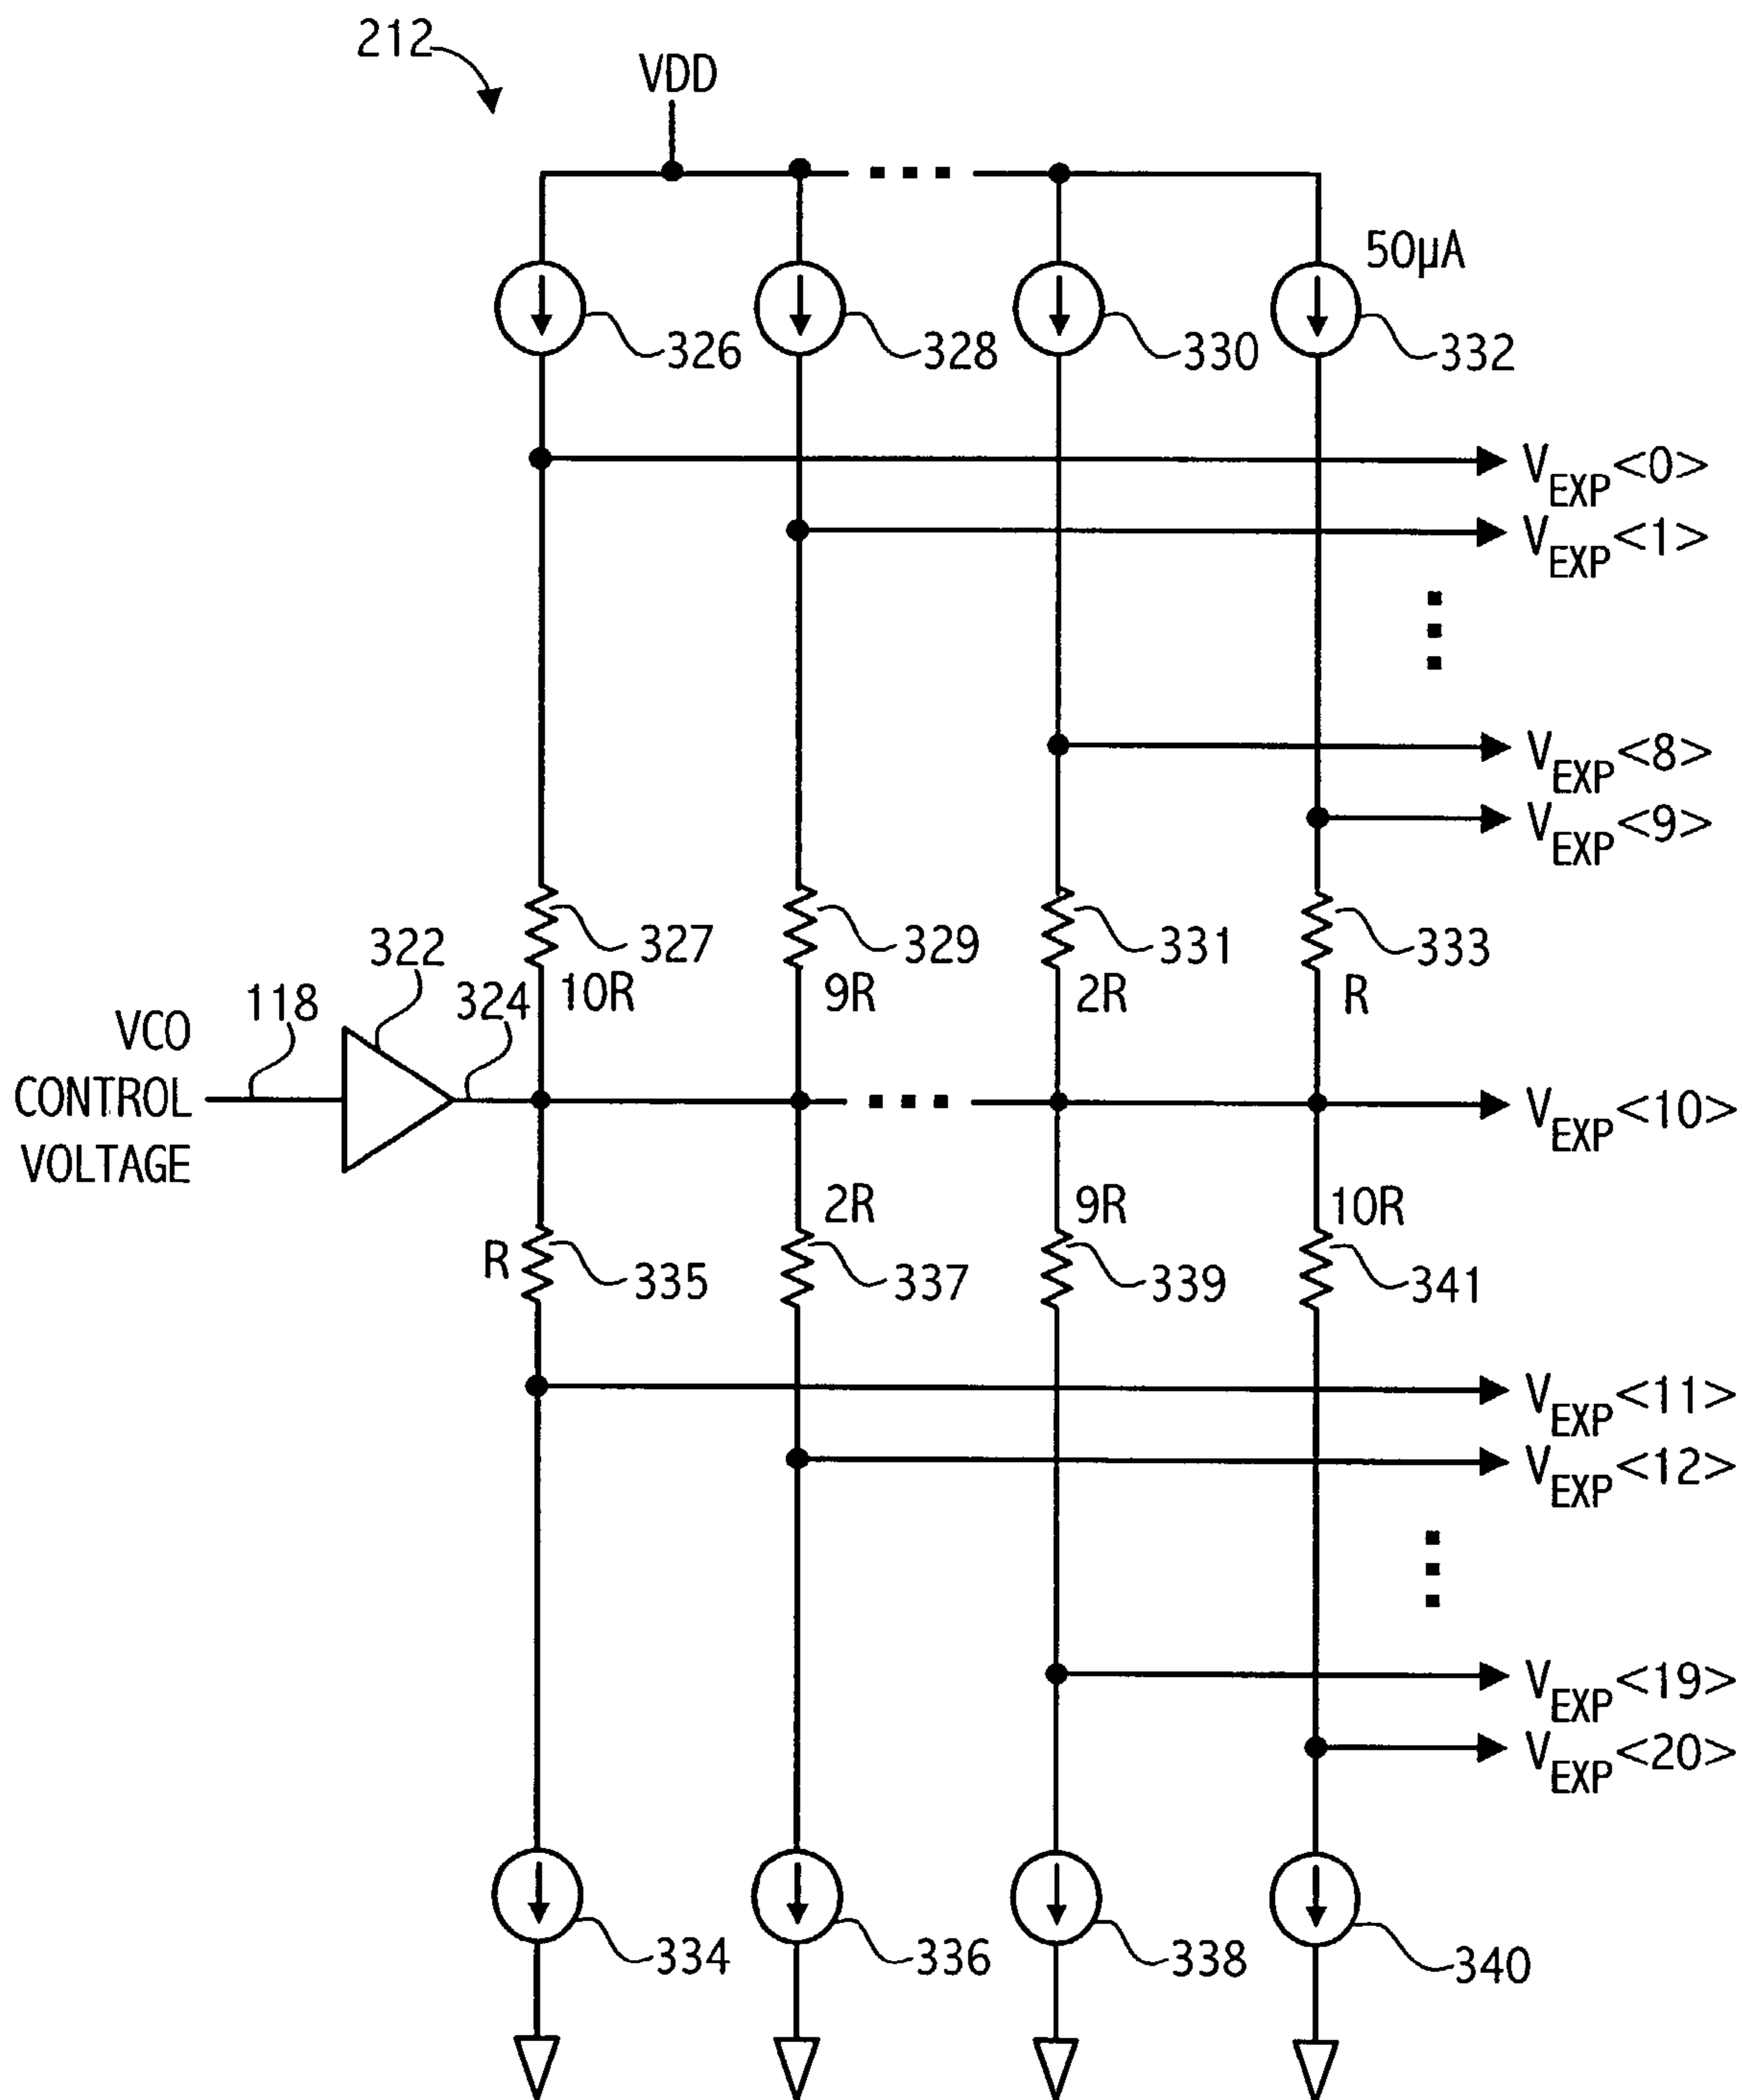 212
VDD
50µA
326
328
330
332
VEXP<0>
VEXP<1>
VEXP<8>
VEXP<9>
327
329
331
333
10R
9R
2R
R
322
118
324
VCO
CONTROL
VOLTAGE
VEXP<10>
2R
9R
10R
R
335
337
339
341
VEXP<11>
VEXP<12>
VEXP<19>
VEXP<20>
334
336
338
340